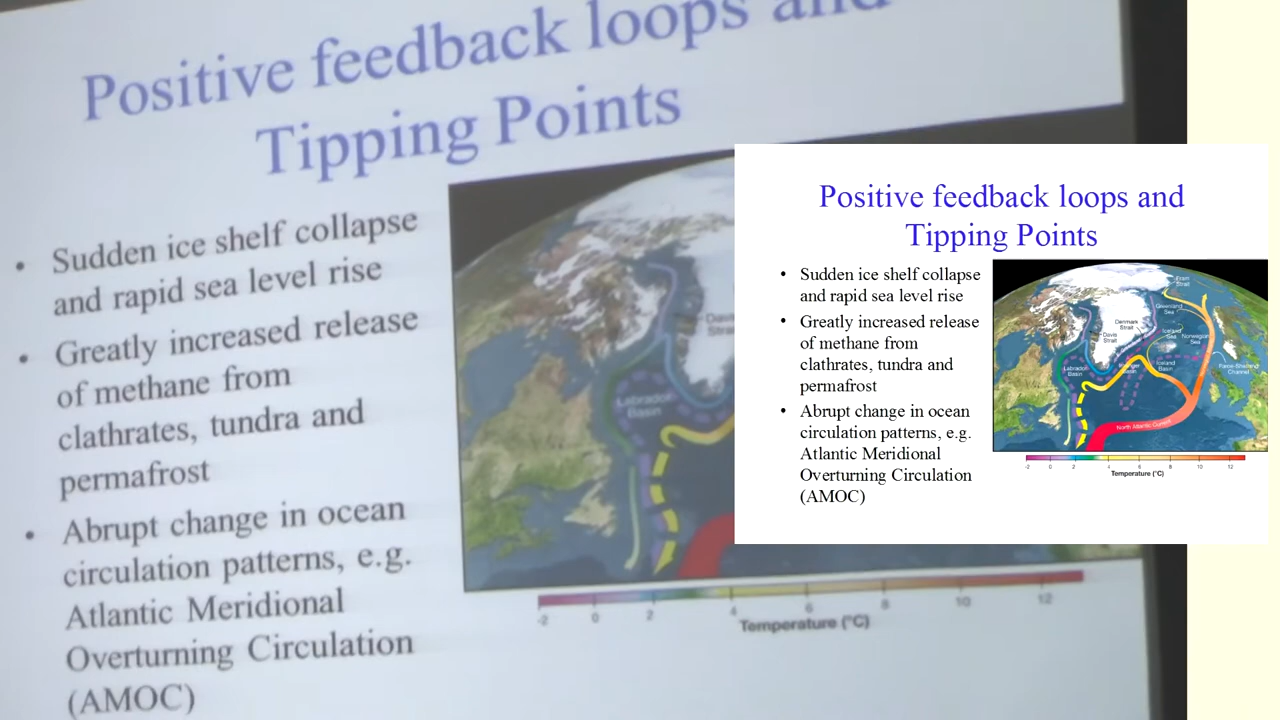 Positive feedback loops and
Tipping Points
• Sudden ice shelf collapse
and rapid sea level rise
• Greatly increased release
of methane from
clathrates, tundra and
permafrost
• Abrupt change in ocean
circulation patterns, e.g.
Atlantic Meridional
Overturning Circulation
(AMOC)
Davis
Strait
Labrador
Basin
-2 0 2 4 6 8 10 12
Temperature (°C)
Positive feedback loops and
Tipping Points
• Sudden ice shelf collapse
and rapid sea level rise
• Greatly increased release
of methane from
clathrates, tundra and
permafrost
• Abrupt change in ocean
circulation patterns, e.g.
Atlantic Meridional
Overturning Circulation
(AMOC)
Fram
Strait
Greenland
Sea
Denmark
Strait
Iceland
Sea
Norwegian
Sea
Davis
Strait
Labrador
Basin
Basin
Iceland
Basin
Channel
North Atlantic Current
-2 0 2 4 6 8 10 12
Temperature (°C)